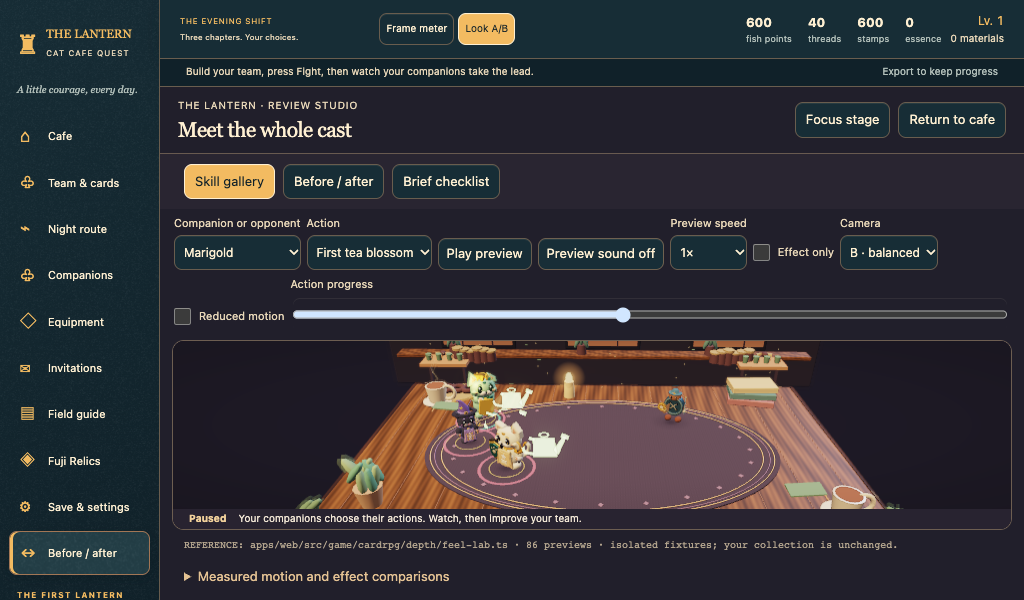 THE LANTERN
CAT CAFE QUEST
A little courage, every day.
Cafe
Team & cards
Night route
Companions
Equipment
Invitations
Field guide
Fuji Relics
Save & settings
Before / after
THE FIRST LANTERN
THE EVENING SHIFT
Three chapters. Your choices.
Frame meter
Look A/B
600
fish points
40
threads
600
stamps
0
essence
Lv. 1
0 materials
Build your team, press Fight, then watch your companions take the lead.
Export to keep progress
THE LANTERN · REVIEW STUDIO
Meet the whole cast
Focus stage
Return to cafe
Skill gallery
Before / after
Brief checklist
Companion or opponent
Marigold
Action
First tea blossom
Play preview
Preview sound off
Preview speed
1×
Effect only
Camera
B · balanced
Reduced motion
Action progress
Paused
Your companions choose their actions. Watch, then improve your team.
REFERENCE: apps/web/src/game/cardrpg/depth/feel-lab.ts · 86 previews · isolated fixtures; your collection is unchanged.
Measured motion and effect comparisons